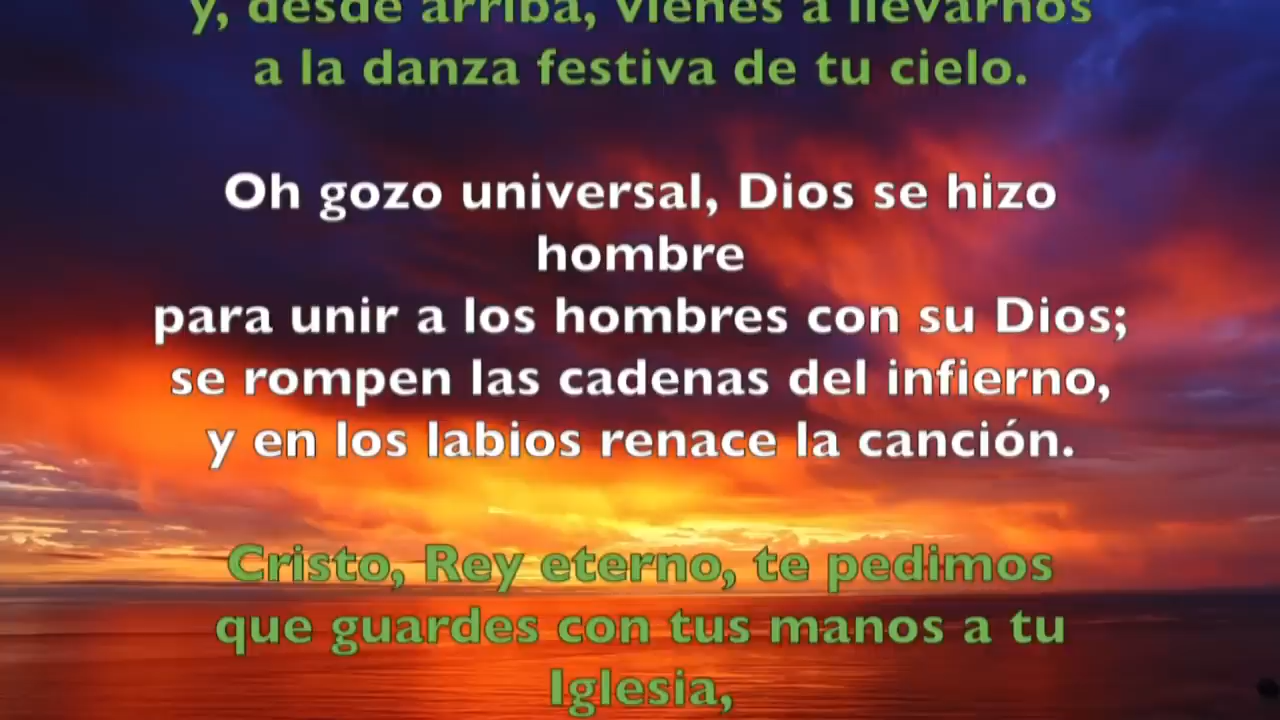 y, desde arriba, vienes a llevarnos
a la danza festiva de tu cielo.
Oh gozo universal, Dios se hizo
hombre
para unir a los hombres con su Dios;
se rompen las cadenas del infierno,
y en los labios renace la canción.
Cristo, Rey eterno, te pedimos
que guardes con tus manos a tu
Iglesia,